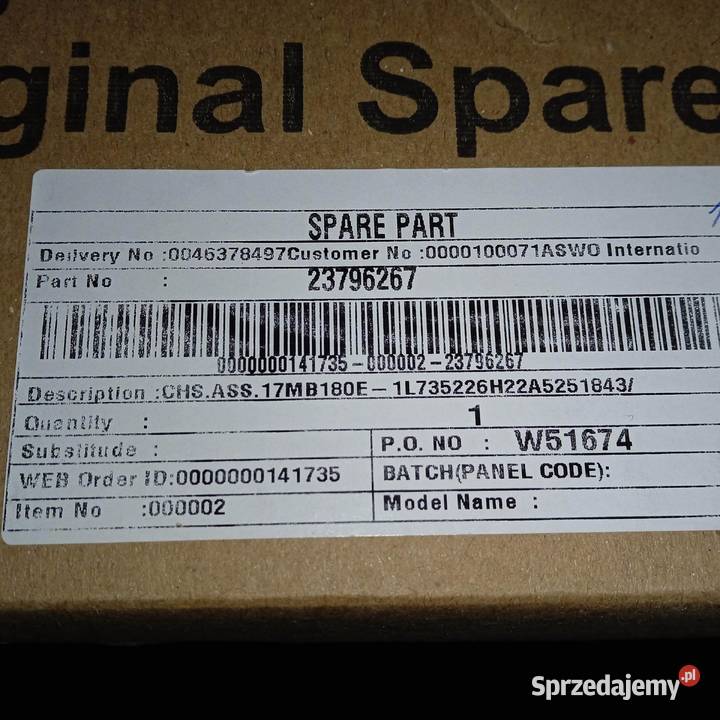 ginal Spare
SPARE PART
Delivery No :0046378497Customer No :0000100071ASWO Internatio
Part No : 23796267
0000000141735-000002-23796267
Description :CHS.ASS.17MB180E-1L735226H22A5251843/
Quantity : 1
Substitude :
P.O. NO : W51674
WEB Order ID:0000000141735
BATCH(PANEL CODE):
Item No :000002
Model Name :
Sprzedajemy.pl